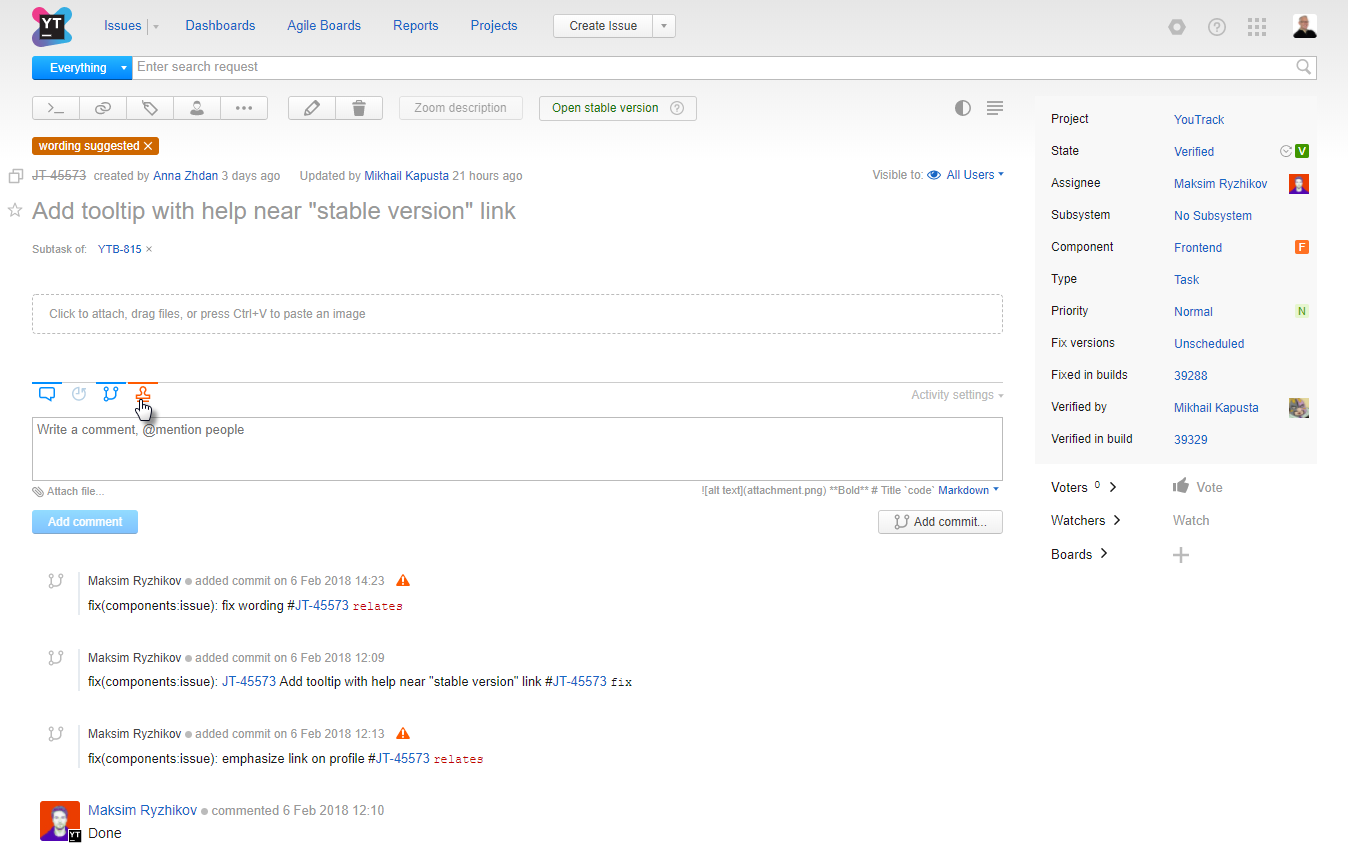 YT
Issues Dashboards Agile Boards Reports Projects Create Issue
Everything Enter search request
>_ Zoom description Open stable version ?
wording suggested ×
JT-45573 created by Anna Zhdan 3 days ago Updated by Mikhail Kapusta 21 hours ago Visible to: All Users
Add tooltip with help near "stable version" link
Subtask of: YTB-815 ×
Click to attach, drag files, or press Ctrl+V to paste an image
Activity settings
Write a comment, @mention people
Attach file... ![alt text](attachment.png) **Bold** # Title `code` Markdown
Add comment Add commit...
Maksim Ryzhikov ● added commit on 6 Feb 2018 14:23
fix(components:issue): fix wording #JT-45573 relates
Maksim Ryzhikov ● added commit on 6 Feb 2018 12:09
fix(components:issue): JT-45573 Add tooltip with help near "stable version" link #JT-45573 fix
Maksim Ryzhikov ● added commit on 6 Feb 2018 12:13
fix(components:issue): emphasize link on profile #JT-45573 relates
Maksim Ryzhikov ● commented 6 Feb 2018 12:10
YT Done
Project YouTrack
State Verified V
Assignee Maksim Ryzhikov
Subsystem No Subsystem
Component Frontend F
Type Task
Priority Normal N
Fix versions Unscheduled
Fixed in builds 39288
Verified by Mikhail Kapusta
Verified in build 39329
Voters 0 Vote
Watchers Watch
Boards +